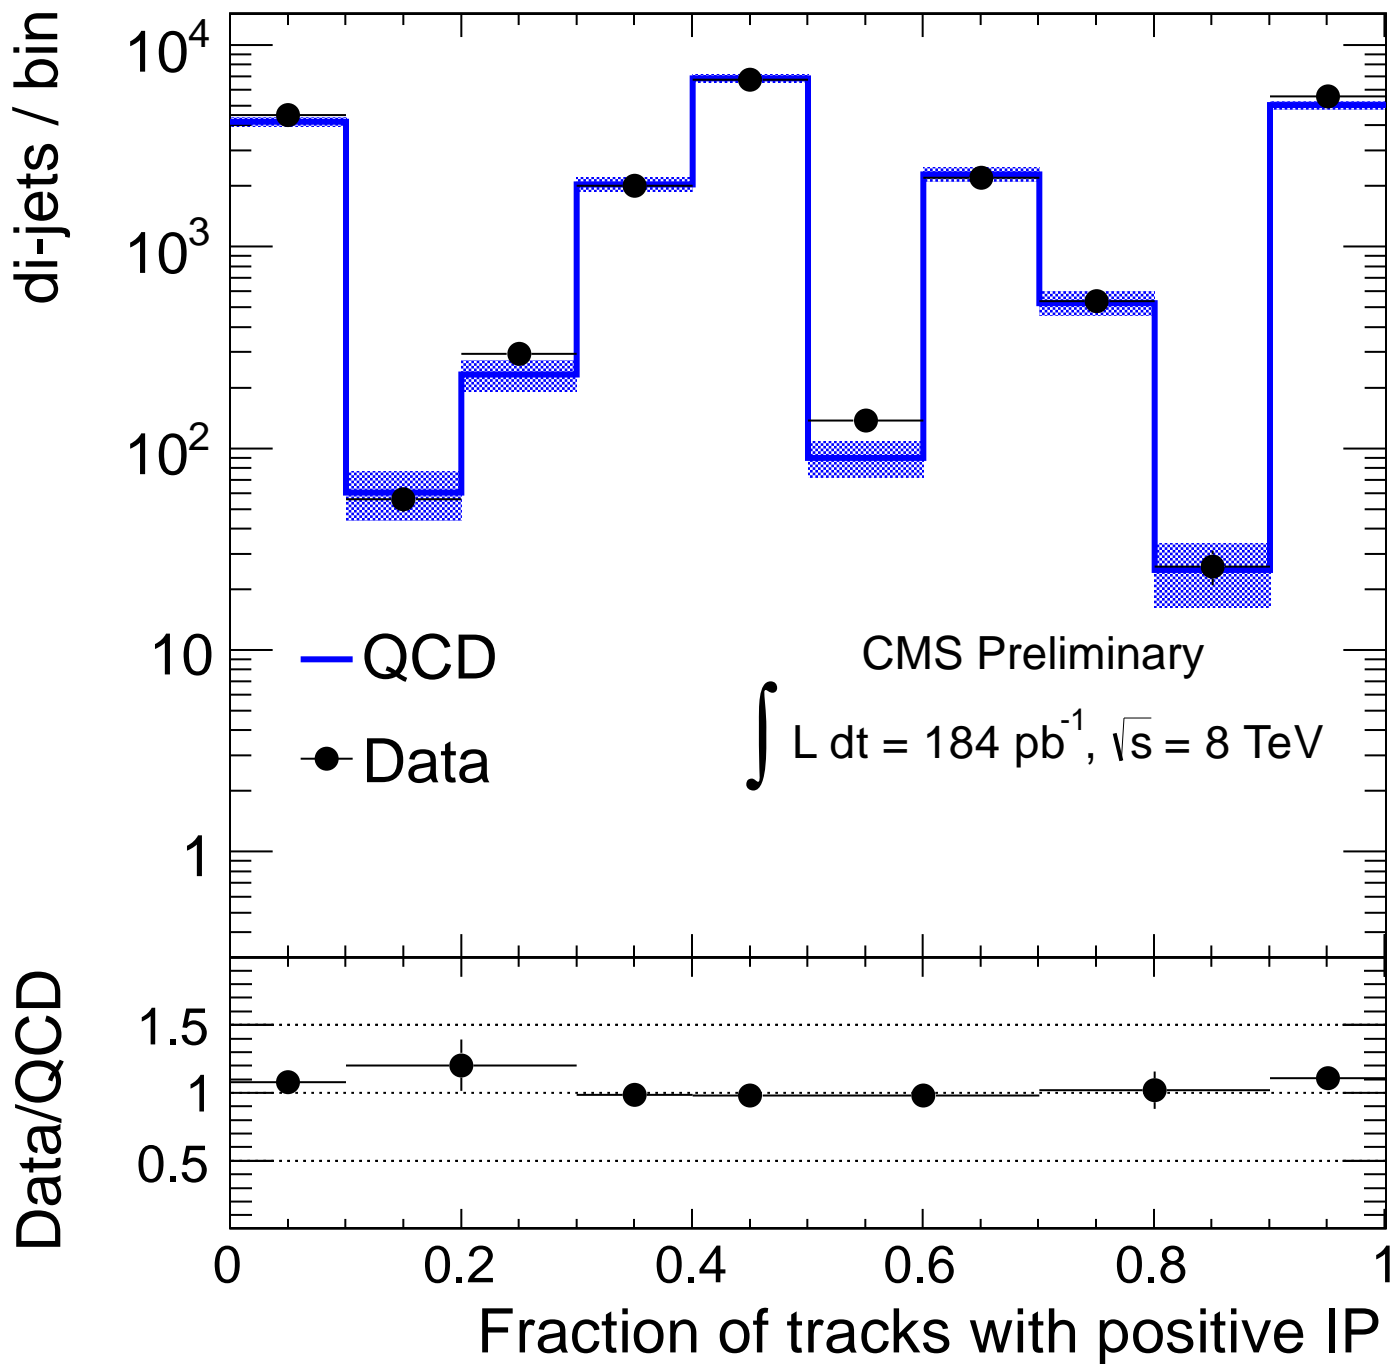 di-jets / bin
10^4
10^3
10^2
10
1
QCD
Data
CMS Preliminary
∫ L dt = 184 pb^-1, √s = 8 TeV
Data/QCD
1.5
1
0.5
0 0.2 0.4 0.6 0.8 1
Fraction of tracks with positive IP